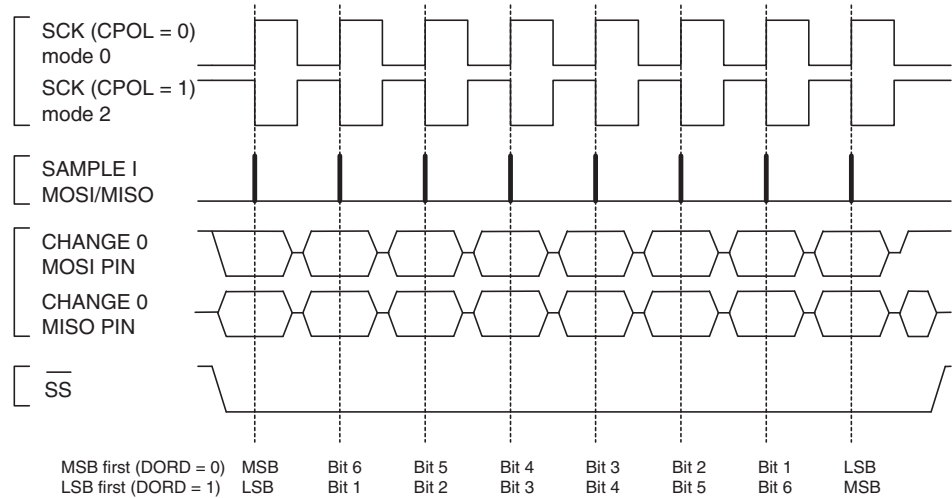 SCK (CPOL = 0)
mode 0
SCK (CPOL = 1)
mode 2
SAMPLE I
MOSI/MISO
CHANGE 0
MOSI PIN
CHANGE 0
MISO PIN
SS
MSB first (DORD = 0) MSB Bit 6 Bit 5 Bit 4 Bit 3 Bit 2 Bit 1 LSB
LSB first (DORD = 1) LSB Bit 1 Bit 2 Bit 3 Bit 4 Bit 5 Bit 6 MSB